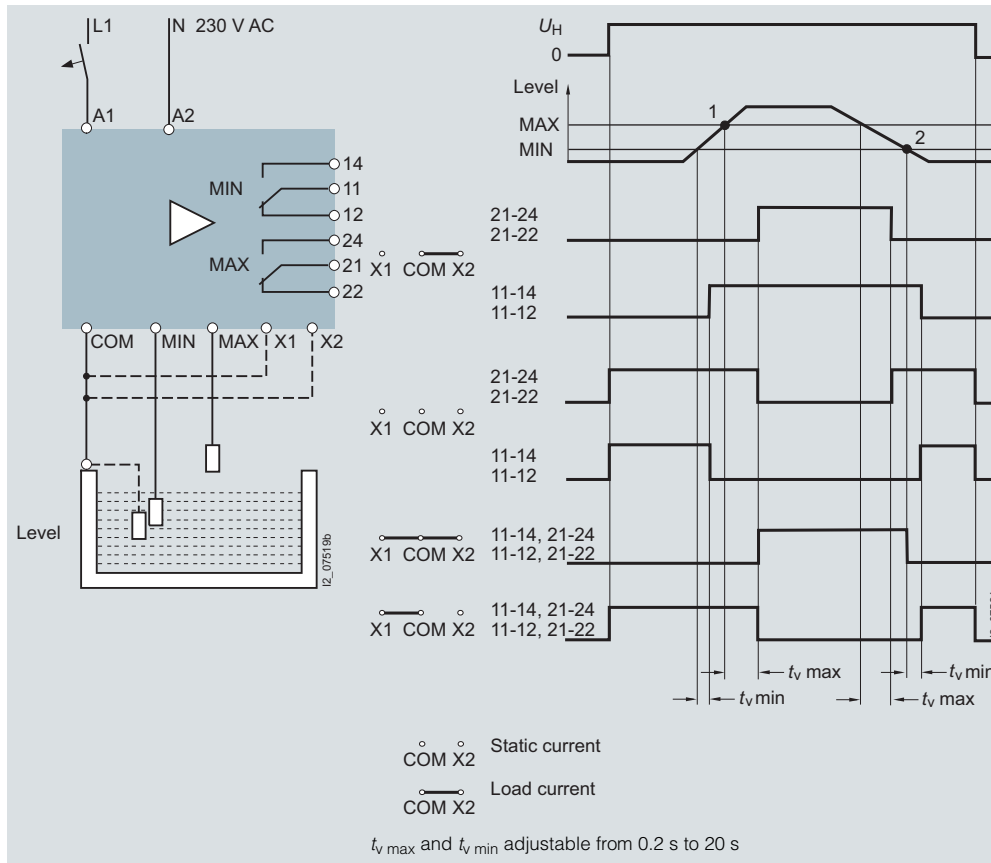 L1 N 230 V AC
A1 A2
14
MIN 11
12
24
MAX 21
22
COM MIN MAX X1 X2
Level
I2_07519b
UH
0
Level
MAX
MIN
1
2
X1 COM X2
21-24
21-22
11-14
11-12
X1 COM X2
21-24
21-22
11-14
11-12
X1 COM X2
11-14, 21-24
11-12, 21-22
X1 COM X2
11-14, 21-24
11-12, 21-22
tv max
tv min
tv min
tv max
COM X2 Static current
COM X2 Load current
tv max and tv min adjustable from 0.2 s to 20 s